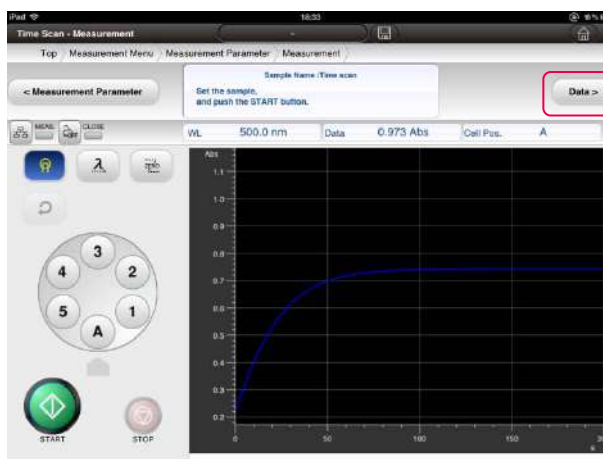 iPad 18:33
Time Scan - Measurement
Top Measurement Menu Measurement Parameter Measurement
< Measurement Parameter
Sample Name :Time scan
Set the sample,
and push the START button.
Data >
MEAS. CLOSE
WL 500.0 nm Data 0.973 Abs Cell Pos. A
λ
Abs
1.1
1.0
0.9
0.8
0.7
0.6
0.5
0.4
0.3
0.2
3
4 2
5 1
A
START STOP
0 50 100 150
s